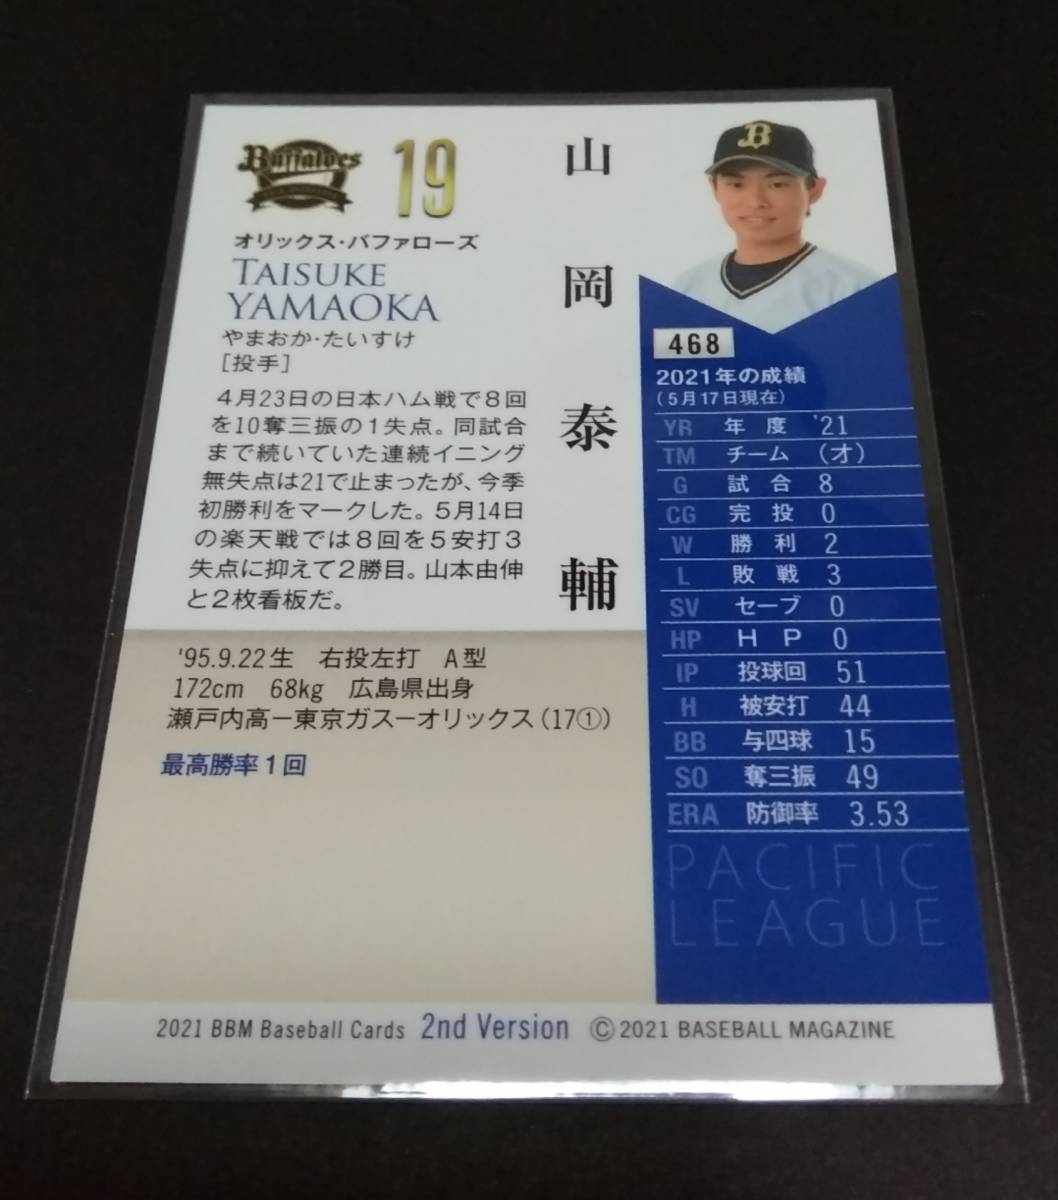 Buffaloes
19
オリックス・バファローズ
TAISUKE
YAMAOKA
やまおか・たいすけ
［投手］
4月23日の日本ハム戦で8回
を10奪三振の1失点。同試合
まで続いていた連続イニング
無失点は21で止まったが、今季
初勝利をマークした。5月14日
の楽天戦では8回を5安打3
失点に抑えて2勝目。山本由伸
と2枚看板だ。
山岡泰輔
'95.9.22生 右投左打 A型
172cm 68kg 広島県出身
瀬戸内高ー東京ガスーオリックス（17①）
最高勝率1回
B
468
2021年の成績
（5月17日現在）
YR 年度 '21
TM チーム （オ）
G 試合 8
CG 完投 0
W 勝利 2
L 敗戦 3
SV セーブ 0
HP HP 0
IP 投球回 51
H 被安打 44
BB 与四球 15
SO 奪三振 49
ERA 防御率 3.53
PACIFIC
LEAGUE
2021 BBM Baseball Cards 2nd Version Ⓒ2021 BASEBALL MAGAZINE